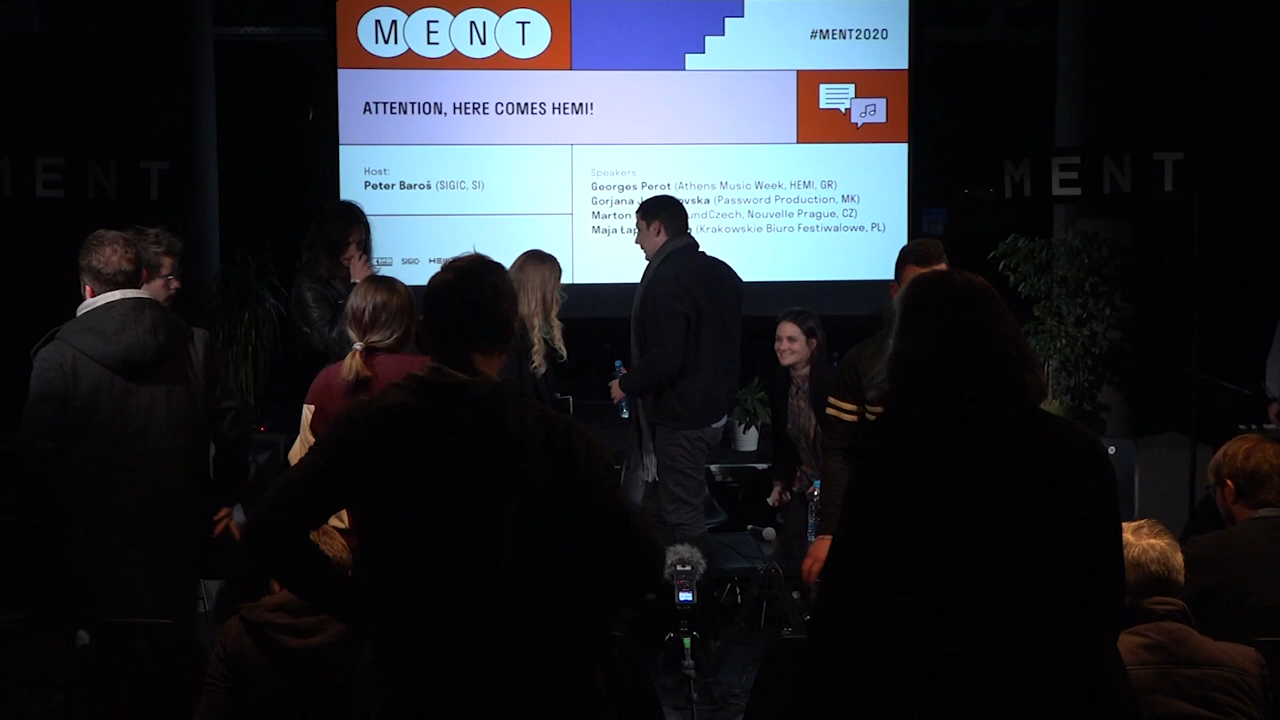 MENT
#MENT2020
ATTENTION, HERE COMES HEMI!
Host:
Peter Baroš (SIGIC, SI)
Speakers:
Georges Perot (Athens Music Week, HEMI, GR)
Gorjana (Password Production, MK)
Marton Nouvelle Prague, CZ)
Maja (Krakowskie Biuro Festiwalowe, PL)
SIGIC
MENT
MENT